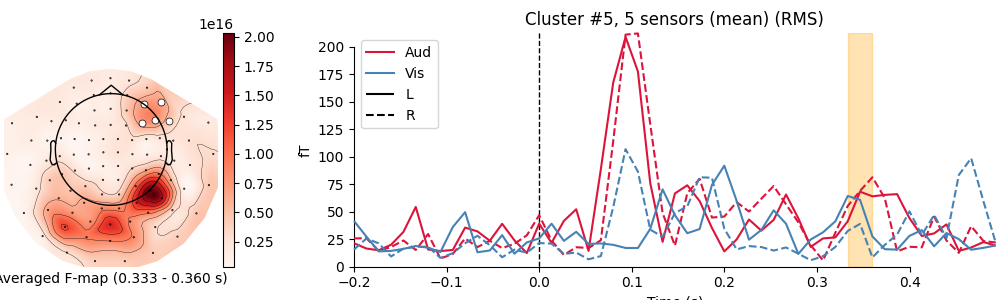 Cluster #5, 5 sensors (mean) (RMS)
1e16
2.00
1.75
1.50
1.25
1.00
0.75
0.50
0.25
Averaged F-map (0.333 - 0.360 s)
fT
200
175
150
125
100
75
50
25
0
Aud
Vis
L
R
−0.2
−0.1
0.0
0.1
0.2
0.3
0.4
Time (s)